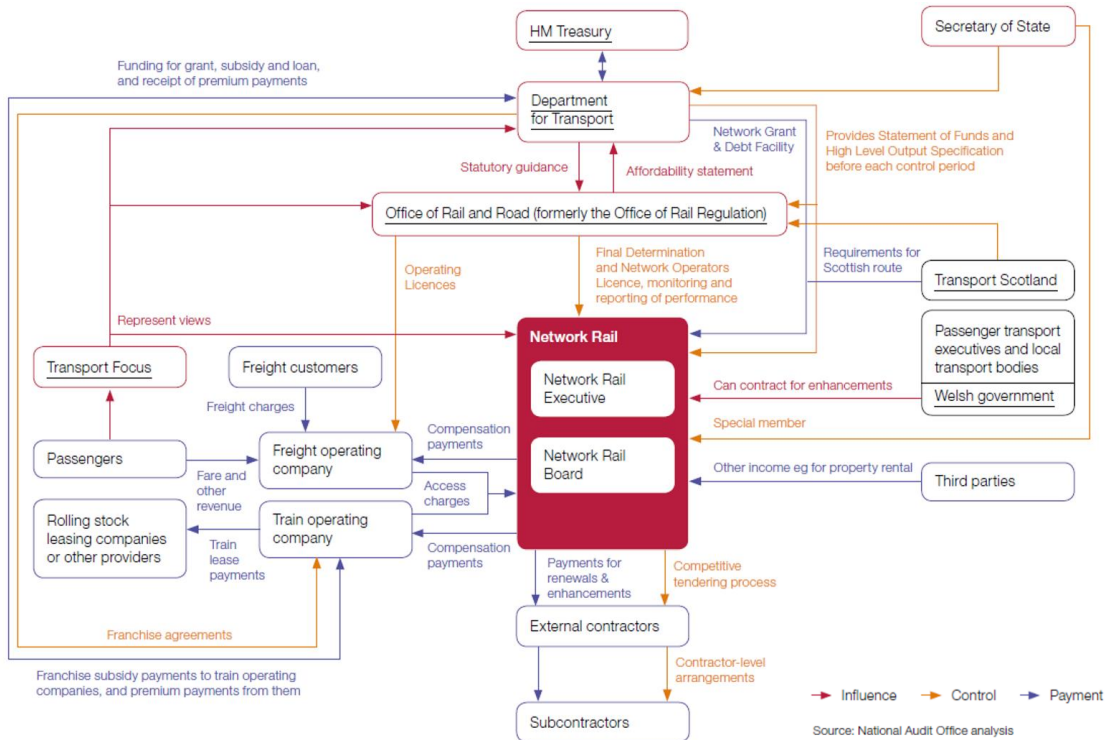 HM Treasury
Secretary of State
Funding for grant, subsidy and loan,
and receipt of premium payments
Department
for Transport
Network Grant
& Debt Facility
Provides Statement of Funds and
High Level Output Specification
before each control period
Statutory guidance
Affordability statement
Office of Rail and Road (formerly the Office of Rail Regulation)
Operating
Licences
Final Determination
and Network Operators
Licence, monitoring and
reporting of performance
Requirements for
Scottish route
Transport Scotland
Represent views
Network Rail
Passenger transport
executives and local
transport bodies
Transport Focus
Freight customers
Network Rail
Executive
Can contract for enhancements
Welsh government
Freight charges
Special member
Passengers
Freight operating
company
Compensation
payments
Network Rail
Board
Other income eg for property rental
Third parties
Fare and
other
revenue
Access
charges
Rolling stock
leasing companies
or other providers
Train operating
company
Train
lease
payments
Compensation
payments
Payments for
renewals &
enhancements
Competitive
tendering process
Franchise agreements
External contractors
Franchise subsidy payments to train operating
companies, and premium payments from them
Contractor-level
arrangements
Subcontractors
Influence
Control
Payment
Source: National Audit Office analysis